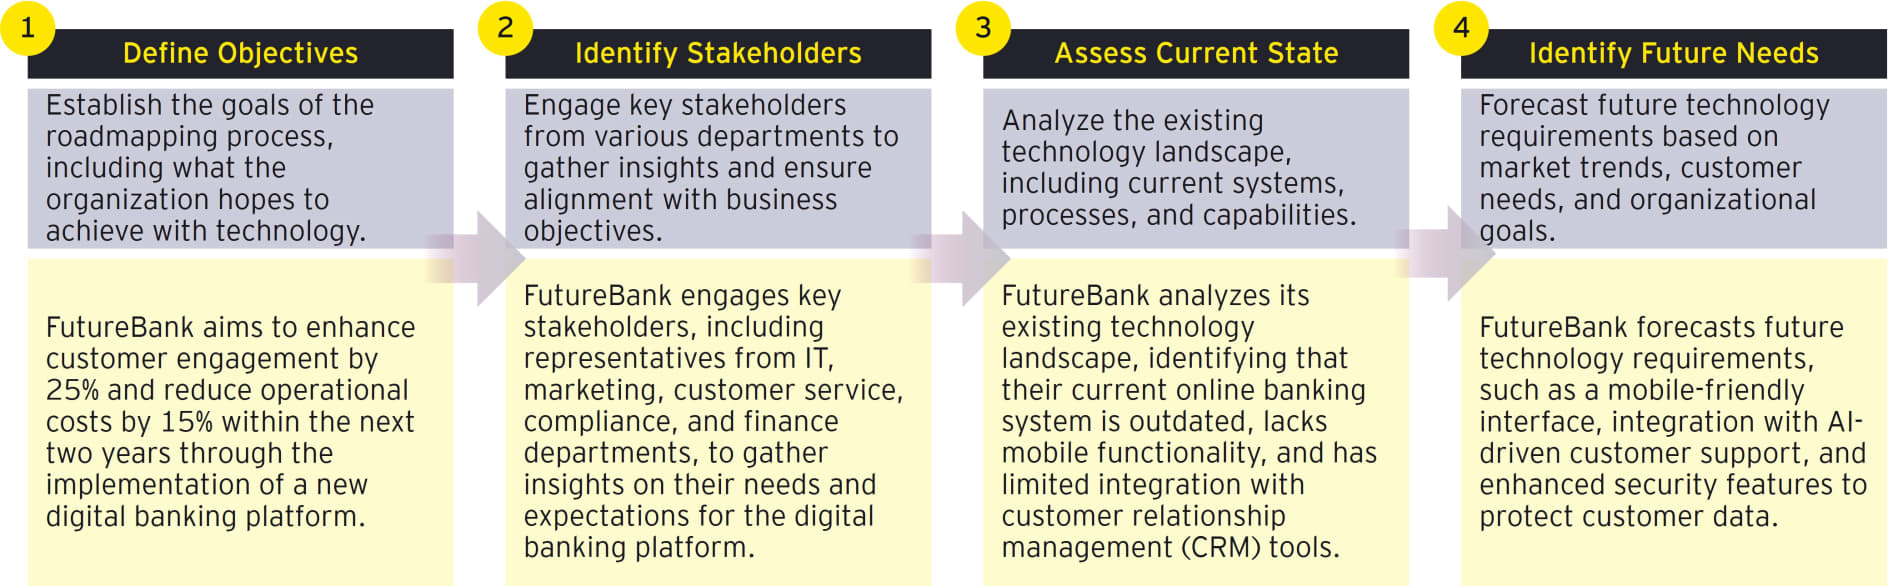 1
Define Objectives
Establish the goals of the
roadmapping process,
including what the
organization hopes to
achieve with technology.
FutureBank aims to enhance
customer engagement by
25% and reduce operational
costs by 15% within the next
two years through the
implementation of a new
digital banking platform.
2
Identify Stakeholders
Engage key stakeholders
from various departments to
gather insights and ensure
alignment with business
objectives.
FutureBank engages key
stakeholders, including
representatives from IT,
marketing, customer service,
compliance, and finance
departments, to gather
insights on their needs and
expectations for the digital
banking platform.
3
Assess Current State
Analyze the existing
technology landscape,
including current systems,
processes, and capabilities.
FutureBank analyzes its
existing technology
landscape, identifying that
their current online banking
system is outdated, lacks
mobile functionality, and has
limited integration with
customer relationship
management (CRM) tools.
4
Identify Future Needs
Forecast future technology
requirements based on
market trends, customer
needs, and organizational
goals.
FutureBank forecasts future
technology requirements,
such as a mobile-friendly
interface, integration with AI-
driven customer support, and
enhanced security features to
protect customer data.